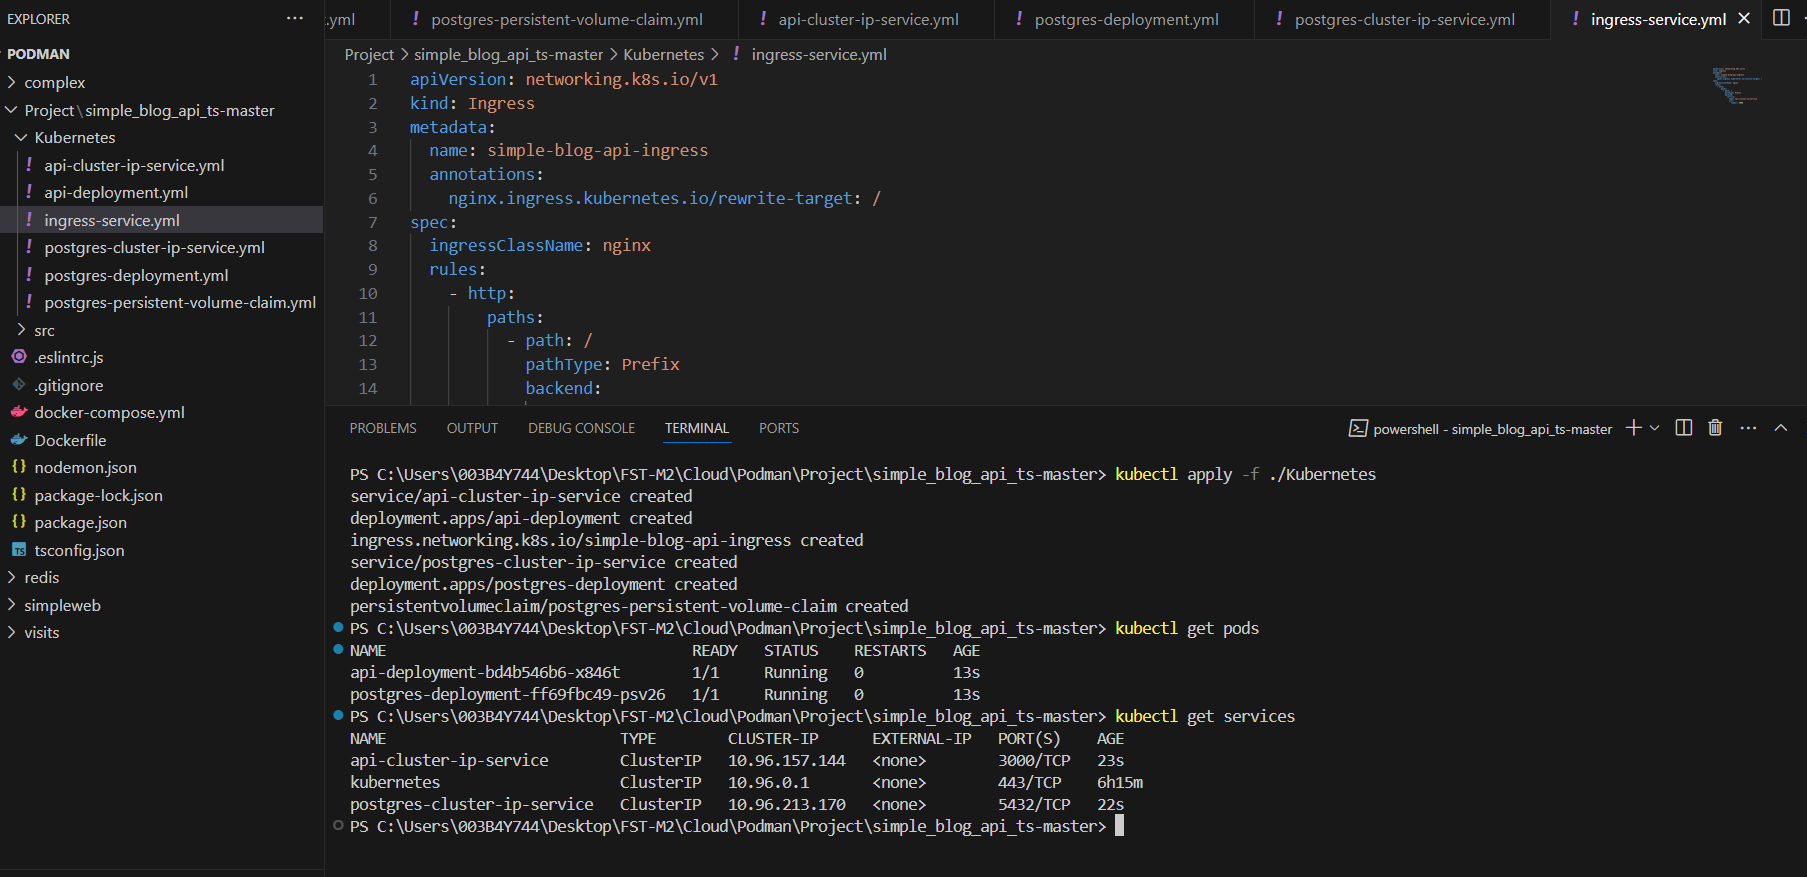 EXPLORER
PODMAN
complex
Project\simple_blog_api_ts-master
Kubernetes
! api-cluster-ip-service.yml
! api-deployment.yml
! ingress-service.yml
! postgres-cluster-ip-service.yml
! postgres-deployment.yml
! postgres-persistent-volume-claim.yml
src
.eslintrc.js
.gitignore
docker-compose.yml
Dockerfile
{} nodemon.json
{} package-lock.json
{} package.json
TS tsconfig.json
redis
simpleweb
visits
.yml ! postgres-persistent-volume-claim.yml ! api-cluster-ip-service.yml ! postgres-deployment.yml ! postgres-cluster-ip-service.yml ! ingress-service.yml
Project > simple_blog_api_ts-master > Kubernetes > ! ingress-service.yml
1 apiVersion: networking.k8s.io/v1
2 kind: Ingress
3 metadata:
4 name: simple-blog-api-ingress
5 annotations:
6 nginx.ingress.kubernetes.io/rewrite-target: /
7 spec:
8 ingressClassName: nginx
9 rules:
10 - http:
11 paths:
12 - path: /
13 pathType: Prefix
14 backend:
PROBLEMS OUTPUT DEBUG CONSOLE TERMINAL PORTS powershell - simple_blog_api_ts-master
PS C:\Users\003B4Y744\Desktop\FST-M2\Cloud\Podman\Project\simple_blog_api_ts-master> kubectl apply -f ./Kubernetes
service/api-cluster-ip-service created
deployment.apps/api-deployment created
ingress.networking.k8s.io/simple-blog-api-ingress created
service/postgres-cluster-ip-service created
deployment.apps/postgres-deployment created
persistentvolumeclaim/postgres-persistent-volume-claim created
PS C:\Users\003B4Y744\Desktop\FST-M2\Cloud\Podman\Project\simple_blog_api_ts-master> kubectl get pods
NAME READY STATUS RESTARTS AGE
api-deployment-bd4b546b6-x846t 1/1 Running 0 13s
postgres-deployment-ff69fbc49-psv26 1/1 Running 0 13s
PS C:\Users\003B4Y744\Desktop\FST-M2\Cloud\Podman\Project\simple_blog_api_ts-master> kubectl get services
NAME TYPE CLUSTER-IP EXTERNAL-IP PORT(S) AGE
api-cluster-ip-service ClusterIP 10.96.157.144 <none> 3000/TCP 23s
kubernetes ClusterIP 10.96.0.1 <none> 443/TCP 6h15m
postgres-cluster-ip-service ClusterIP 10.96.213.170 <none> 5432/TCP 22s
PS C:\Users\003B4Y744\Desktop\FST-M2\Cloud\Podman\Project\simple_blog_api_ts-master>